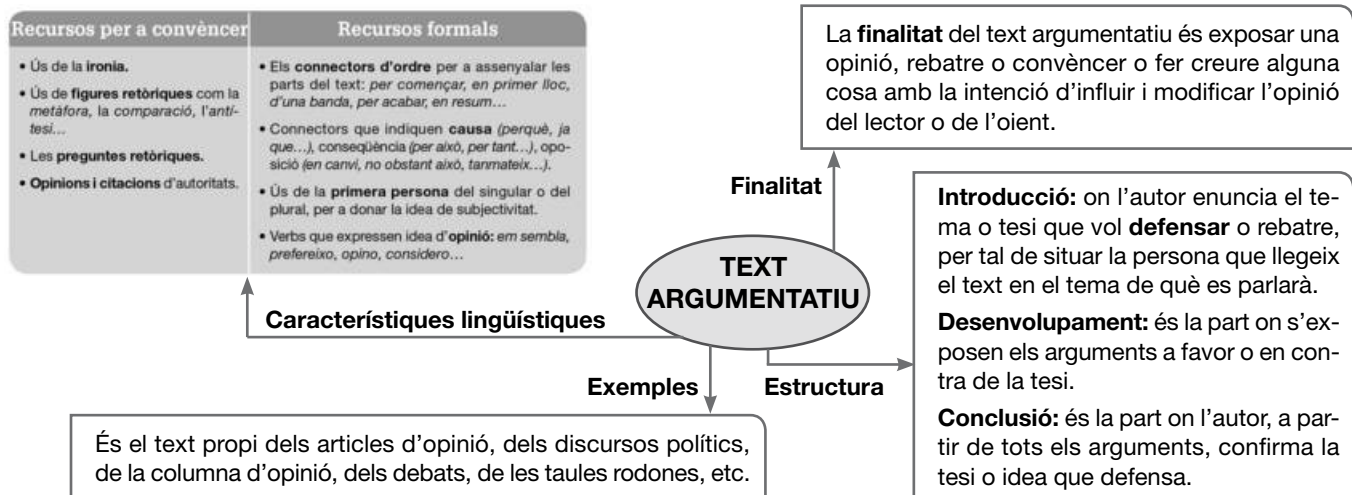 Recursos per a convèncer
• Ús de la ironia.
• Ús de figures retòriques com la
metàfora, la comparació, l'antí-
tesi…
• Les preguntes retòriques.
• Opinions i citacions d'autoritats.
Recursos formals
• Els connectors d'ordre per a assenyalar les
parts del text: per començar, en primer lloc,
d'una banda, per acabar, en resum…
• Connectors que indiquen causa (perquè, ja
que…), conseqüència (per això, per tant…), opo-
sició (en canvi, no obstant això, tanmateix…).
• Ús de la primera persona del singular o del
plural, per a donar la idea de subjectivitat.
• Verbs que expressen idea d'opinió: em sembla,
prefereixo, opino, considero…
La finalitat del text argumentatiu és exposar una
opinió, rebatre o convèncer o fer creure alguna
cosa amb la intenció d'influir i modificar l'opinió
del lector o de l'oient.
Finalitat
TEXT
ARGUMENTATIU
Característiques lingüístiques
Exemples
Estructura
Introducció: on l'autor enuncia el te-
ma o tesi que vol defensar o rebatre,
per tal de situar la persona que llegeix
el text en el tema de què es parlarà.
Desenvolupament: és la part on s'ex-
posen els arguments a favor o en con-
tra de la tesi.
Conclusió: és la part on l'autor, a par-
tir de tots els arguments, confirma la
tesi o idea que defensa.
És el text propi dels articles d'opinió, dels discursos polítics,
de la columna d'opinió, dels debats, de les taules rodones, etc.